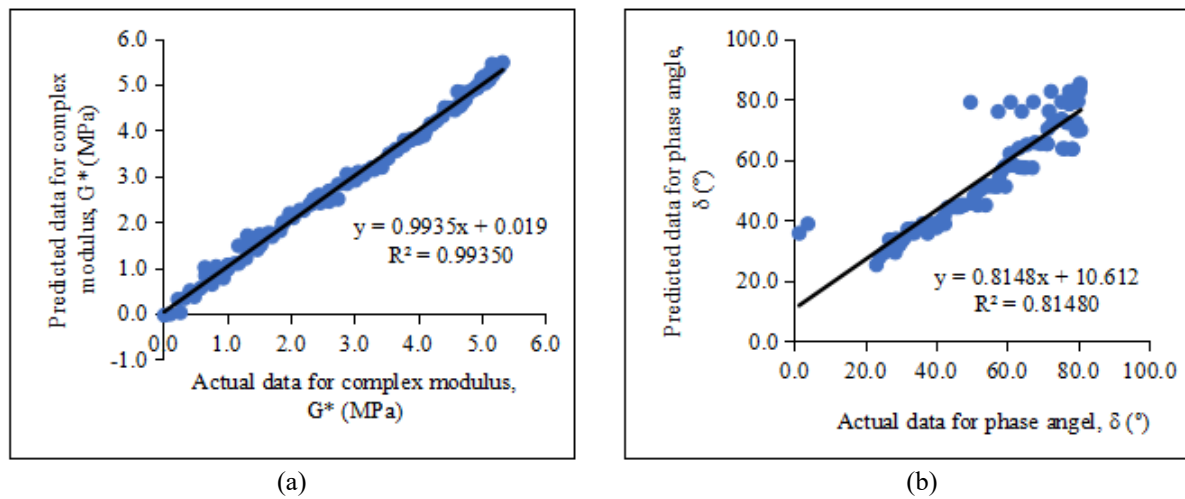 Predicted data for complex
modulus, G* (MPa)
6.0
5.0
4.0
3.0
2.0
1.0
0.0
-1.0
y = 0.9935x + 0.019
R² = 0.99350
0.0 1.0 2.0 3.0 4.0 5.0 6.0
Actual data for complex modulus,
G* (MPa)
(a)
Predicted data for phase angle,
δ (°)
100.0
80.0
60.0
40.0
20.0
0.0
y = 0.8148x + 10.612
R² = 0.81480
0.0 20.0 40.0 60.0 80.0 100.0
Actual data for phase angel, δ (°)
(b)